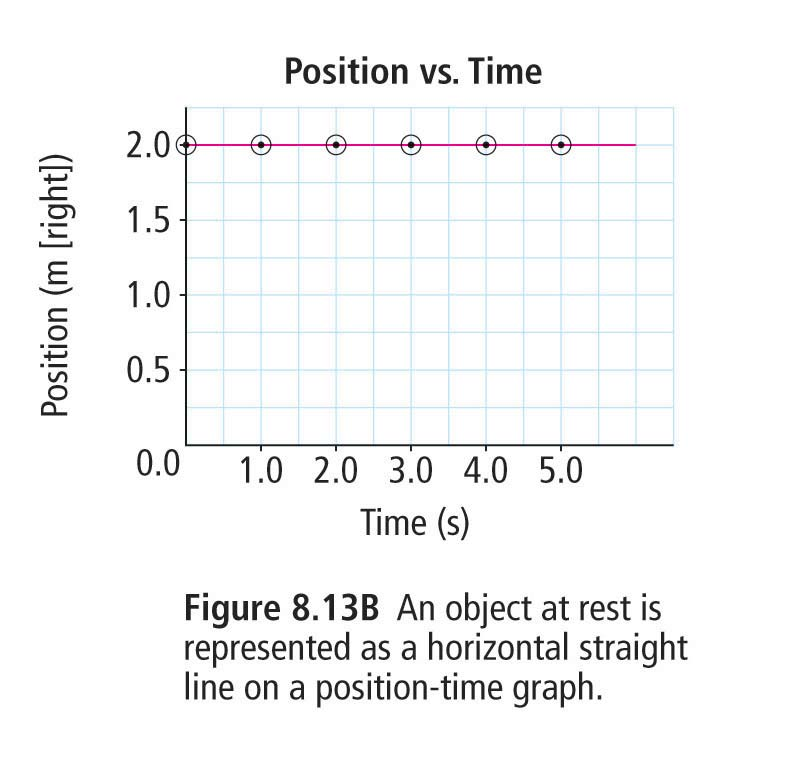 Position vs. Time
Position (m [right])
2.0
1.5
1.0
0.5
0.0
1.0 2.0 3.0 4.0 5.0
Time (s)
Figure 8.13B An object at rest is
represented as a horizontal straight
line on a position-time graph.